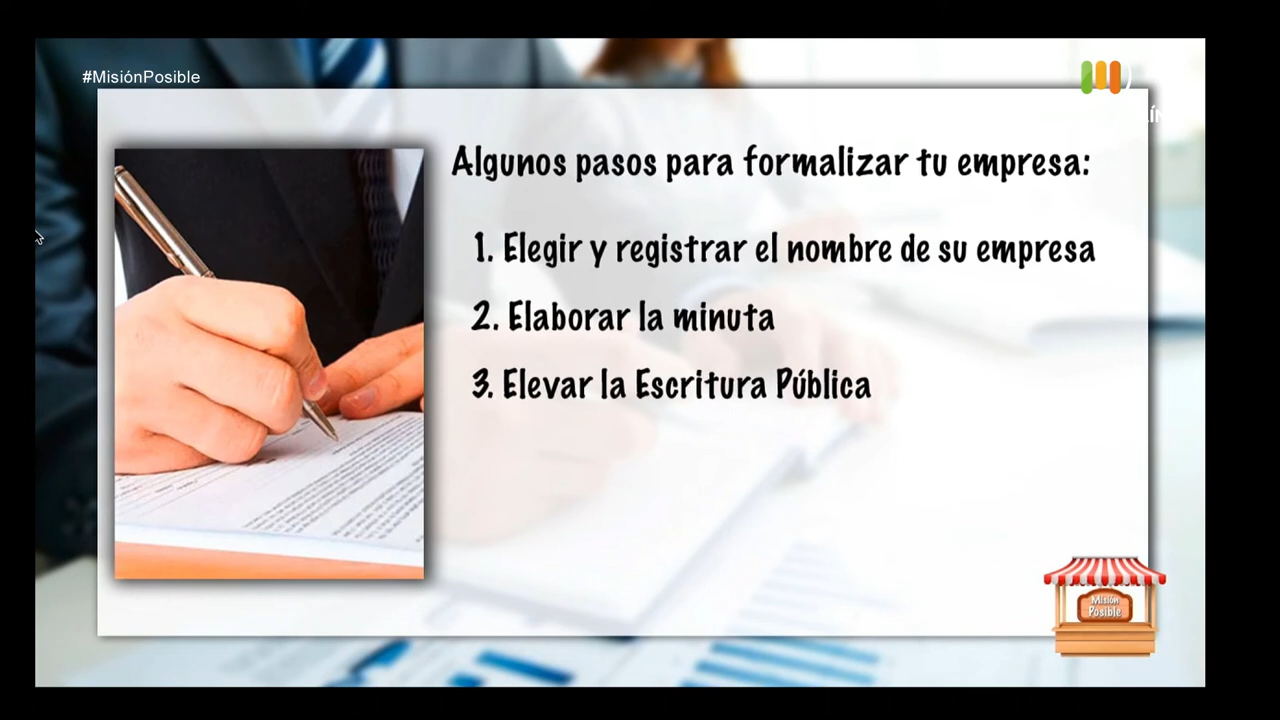 #MisiónPosible
Algunos pasos para formalizar tu empresa:
1. Elegir y registrar el nombre de su empresa
2. Elaborar la minuta
3. Elevar la Escritura Pública
Misión
Posible